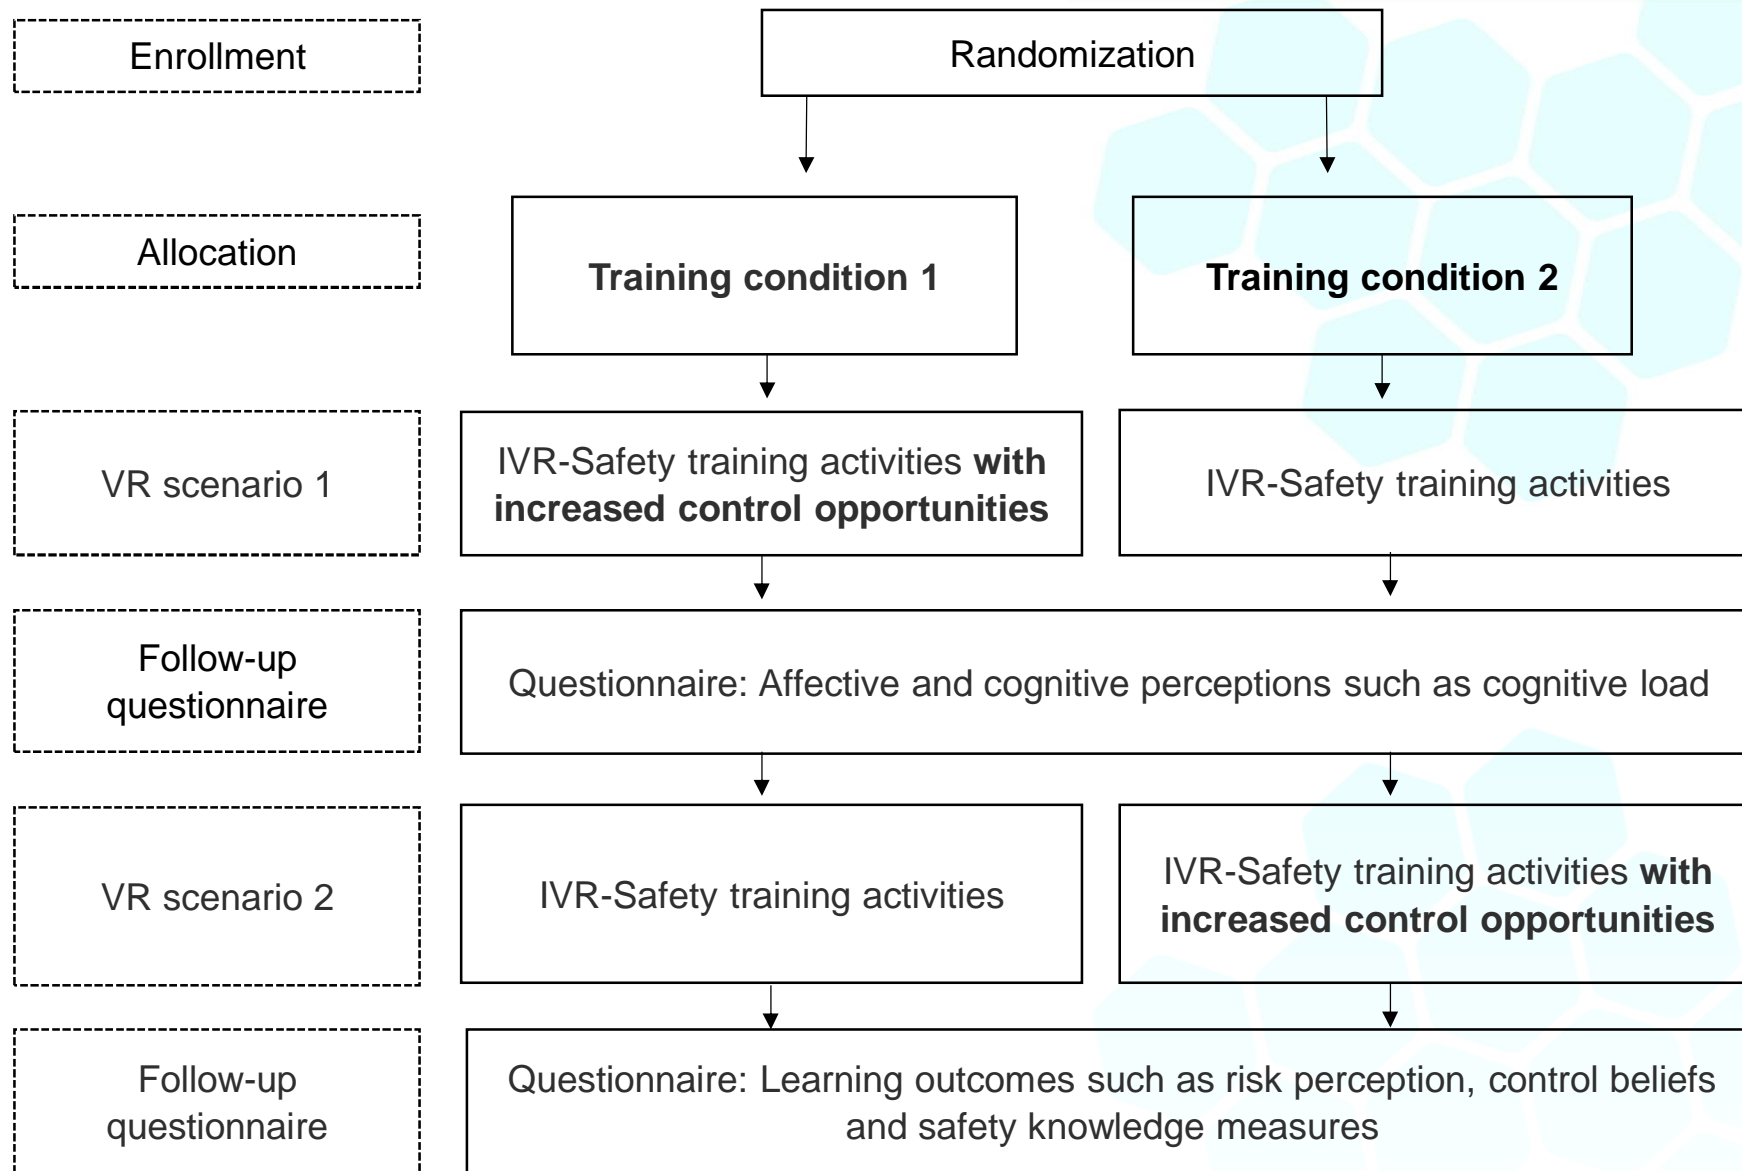 Enrollment
Randomization
Allocation
Training condition 1
Training condition 2
VR scenario 1
IVR-Safety training activities with
increased control opportunities
IVR-Safety training activities
Follow-up
questionnaire
Questionnaire: Affective and cognitive perceptions such as cognitive load
VR scenario 2
IVR-Safety training activities
IVR-Safety training activities with
increased control opportunities
Follow-up
questionnaire
Questionnaire: Learning outcomes such as risk perception, control beliefs
and safety knowledge measures